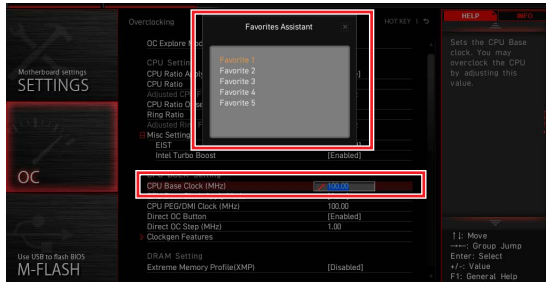 HELP
INFO
Overclocking
HOT KEY
Favorites Assistant
Favorite 1
Favorite 2
Favorite 3
Favorite 4
Favorite 5
Motherboard settings
SETTINGS
OC
Use USB to flash BIOS
M-FLASH
OC Explore
CPU Settin
CPU Ratio
CPU Ratio
Adjusted CPU F
CPU Ratio Offse
Ring Ratio
Adjusted Ring F
Misc Setting
EIST
Intel Turbo Boost [Enabled]
CPU Base Clock (MHz) 100.00
CPU PEG/DMI Clock (MHz) 100.00
Direct OC Button [Enabled]
Direct OC Step (MHz) 1.00
Clockgen Features
DRAM Setting
Extreme Memory Profile(XMP) [Disabled]
Sets the CPU Base
clock. You may
overclock the CPU
by adjusting this
value.
↑↓: Move
→←: Group Jump
Enter: Select
+/-: Value
F1: General Help